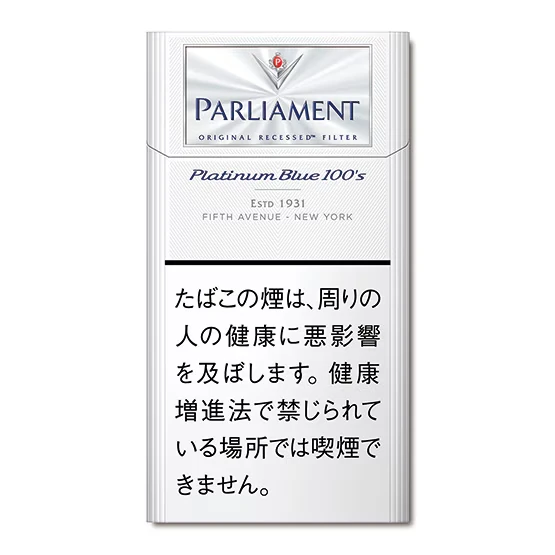 P
PARLIAMENT
ORIGINAL RECESSED™ FILTER
Platinum Blue 100's
ESTD 1931
FIFTH AVENUE - NEW YORK
たばこの煙は、周りの
人の健康に悪影響
を及ぼします。健康
増進法で禁じられて
いる場所では喫煙で
きません。